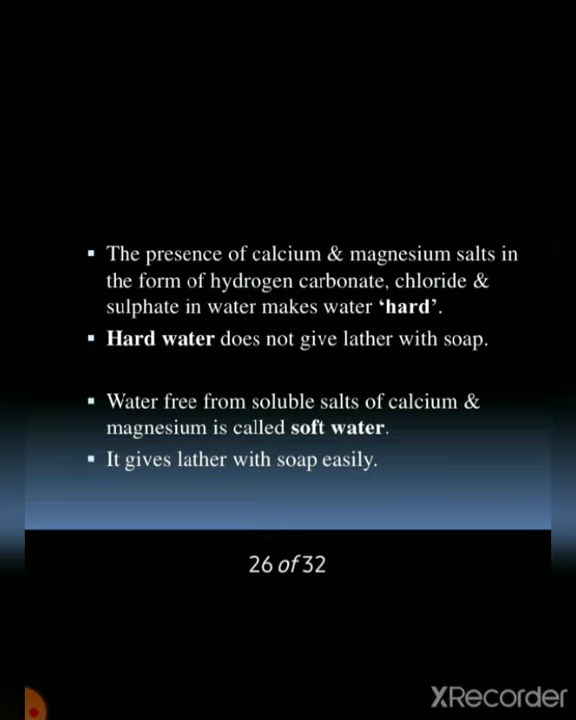 ▪ The presence of calcium & magnesium salts in
the form of hydrogen carbonate, chloride &
sulphate in water makes water ‘hard’.
▪ Hard water does not give lather with soap.
▪ Water free from soluble salts of calcium &
magnesium is called soft water.
▪ It gives lather with soap easily.
26 of 32
XRecorder